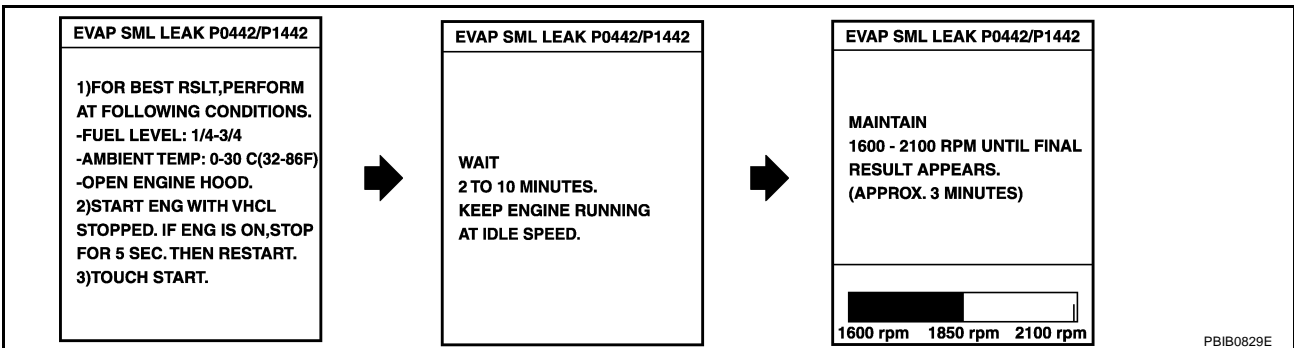 EVAP SML LEAK P0442/P1442
1)FOR BEST RSLT,PERFORM
AT FOLLOWING CONDITIONS.
-FUEL LEVEL: 1/4-3/4
-AMBIENT TEMP: 0-30 C(32-86F)
-OPEN ENGINE HOOD.
2)START ENG WITH VHCL
STOPPED. IF ENG IS ON,STOP
FOR 5 SEC. THEN RESTART.
3)TOUCH START.
EVAP SML LEAK P0442/P1442
WAIT
2 TO 10 MINUTES.
KEEP ENGINE RUNNING
AT IDLE SPEED.
EVAP SML LEAK P0442/P1442
MAINTAIN
1600 - 2100 RPM UNTIL FINAL
RESULT APPEARS.
(APPROX. 3 MINUTES)
1600 rpm 1850 rpm 2100 rpm
PBIB0829E